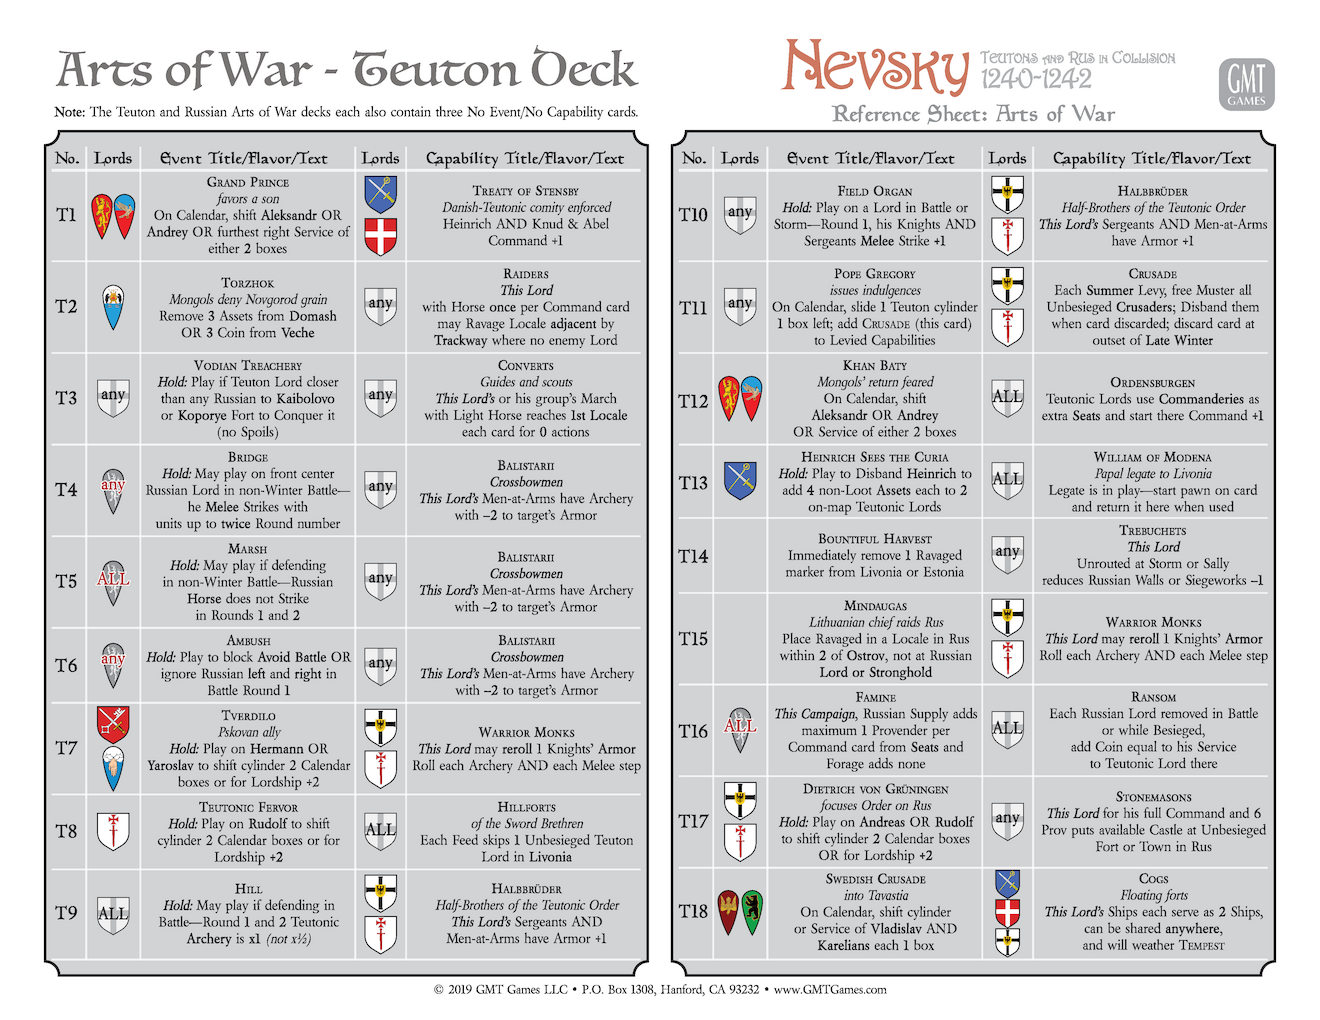 Arts of War - Teuton Deck
Note: The Teuton and Russian Arts of War decks each also contain three No Event/No Capability cards.
Nevsky
Teutons and Rus in Collision
1240-1242
Reference Sheet: Arts of War
GMT
GAMES
No. Lords Event Title/Flavor/Text Lords Capability Title/Flavor/Text
T1
Grand Prince
favors a son
On Calendar, shift Aleksandr OR
Andrey OR furthest right Service of
either 2 boxes
Treaty of Stensby
Danish-Teutonic comity enforced
Heinrich AND Knud & Abel
Command +1
T2
Torzhok
Mongols deny Novgorod grain
Remove 3 Assets from Domash
OR 3 Coin from Veche
any
Raiders
This Lord
with Horse once per Command card
may Ravage Locale adjacent by
Trackway where no enemy Lord
T3
any
Vodian Treachery
Hold: Play if Teuton Lord closer
than any Russian to Kaibolovo
or Koporye Fort to Conquer it
(no Spoils)
any
Converts
Guides and scouts
This Lord's or his group's March
with Light Horse reaches 1st Locale
each card for 0 actions
T4
any
Bridge
Hold: May play on front center
Russian Lord in non-Winter Battle—
he Melee Strikes with
units up to twice Round number
any
Balistarii
Crossbowmen
This Lord's Men-at-Arms have Archery
with –2 to target's Armor
T5
ALL
Marsh
Hold: May play if defending
in non-Winter Battle—Russian
Horse does not Strike
in Rounds 1 and 2
any
Balistarii
Crossbowmen
This Lord's Men-at-Arms have Archery
with –2 to target's Armor
T6
any
Ambush
Hold: Play to block Avoid Battle OR
ignore Russian left and right in
Battle Round 1
any
Balistarii
Crossbowmen
This Lord's Men-at-Arms have Archery
with –2 to target's Armor
T7
Tverdilo
Pskovan ally
Hold: Play on Hermann OR
Yaroslav to shift cylinder 2 Calendar
boxes or for Lordship +2
Warrior Monks
This Lord may reroll 1 Knights' Armor
Roll each Archery AND each Melee step
T8
Teutonic Fervor
Hold: Play on Rudolf to shift
cylinder 2 Calendar boxes or for
Lordship +2
ALL
Hillforts
of the Sword Brethren
Each Feed skips 1 Unbesieged Teuton
Lord in Livonia
T9
ALL
Hill
Hold: May play if defending in
Battle—Round 1 and 2 Teutonic
Archery is x1 (not x½)
Halbbrüder
Half-Brothers of the Teutonic Order
This Lord's Sergeants AND
Men-at-Arms have Armor +1
No. Lords Event Title/Flavor/Text Lords Capability Title/Flavor/Text
T10
any
Field Organ
Hold: Play on a Lord in Battle or
Storm—Round 1, his Knights AND
Sergeants Melee Strike +1
Halbbrüder
Half-Brothers of the Teutonic Order
This Lord's Sergeants AND Men-at-Arms
have Armor +1
T11
any
Pope Gregory
issues indulgences
On Calendar, slide 1 Teuton cylinder
1 box left; add Crusade (this card)
to Levied Capabilities
Crusade
Each Summer Levy, free Muster all
Unbesieged Crusaders; Disband them
when card discarded; discard card at
outset of Late Winter
T12
Khan Baty
Mongols' return feared
On Calendar, shift
Aleksandr OR Andrey
OR Service of either 2 boxes
ALL
Ordensburgen
Teutonic Lords use Commanderies as
extra Seats and start there Command +1
T13
Heinrich Sees the Curia
Hold: Play to Disband Heinrich to
add 4 non-Loot Assets each to 2
on-map Teutonic Lords
ALL
William of Modena
Papal legate to Livonia
Legate is in play—start pawn on card
and return it here when used
T14
Bountiful Harvest
Immediately remove 1 Ravaged
marker from Livonia or Estonia
any
Trebuchets
This Lord
Unrouted at Storm or Sally
reduces Russian Walls or Siegeworks –1
T15
Mindaugas
Lithuanian chief raids Rus
Place Ravaged in a Locale in Rus
within 2 of Ostrov, not at Russian
Lord or Stronghold
Warrior Monks
This Lord may reroll 1 Knights' Armor
Roll each Archery AND each Melee step
T16
ALL
Famine
This Campaign, Russian Supply adds
maximum 1 Provender per
Command card from Seats and
Forage adds none
ALL
Ransom
Each Russian Lord removed in Battle
or while Besieged,
add Coin equal to his Service
to Teutonic Lord there
T17
Dietrich von Grüningen
focuses Order on Rus
Hold: Play on Andreas OR Rudolf
to shift cylinder 2 Calendar boxes
OR for Lordship +2
any
Stonemasons
This Lord for his full Command and 6
Prov puts available Castle at Unbesieged
Fort or Town in Rus
T18
Swedish Crusade
into Tavastia
On Calendar, shift cylinder
or Service of Vladislav AND
Karelians each 1 box
Cogs
Floating forts
This Lord's Ships each serve as 2 Ships,
can be shared anywhere,
and will weather Tempest
© 2019 GMT Games LLC • P.O. Box 1308, Hanford, CA 93232 • www.GMTGames.com